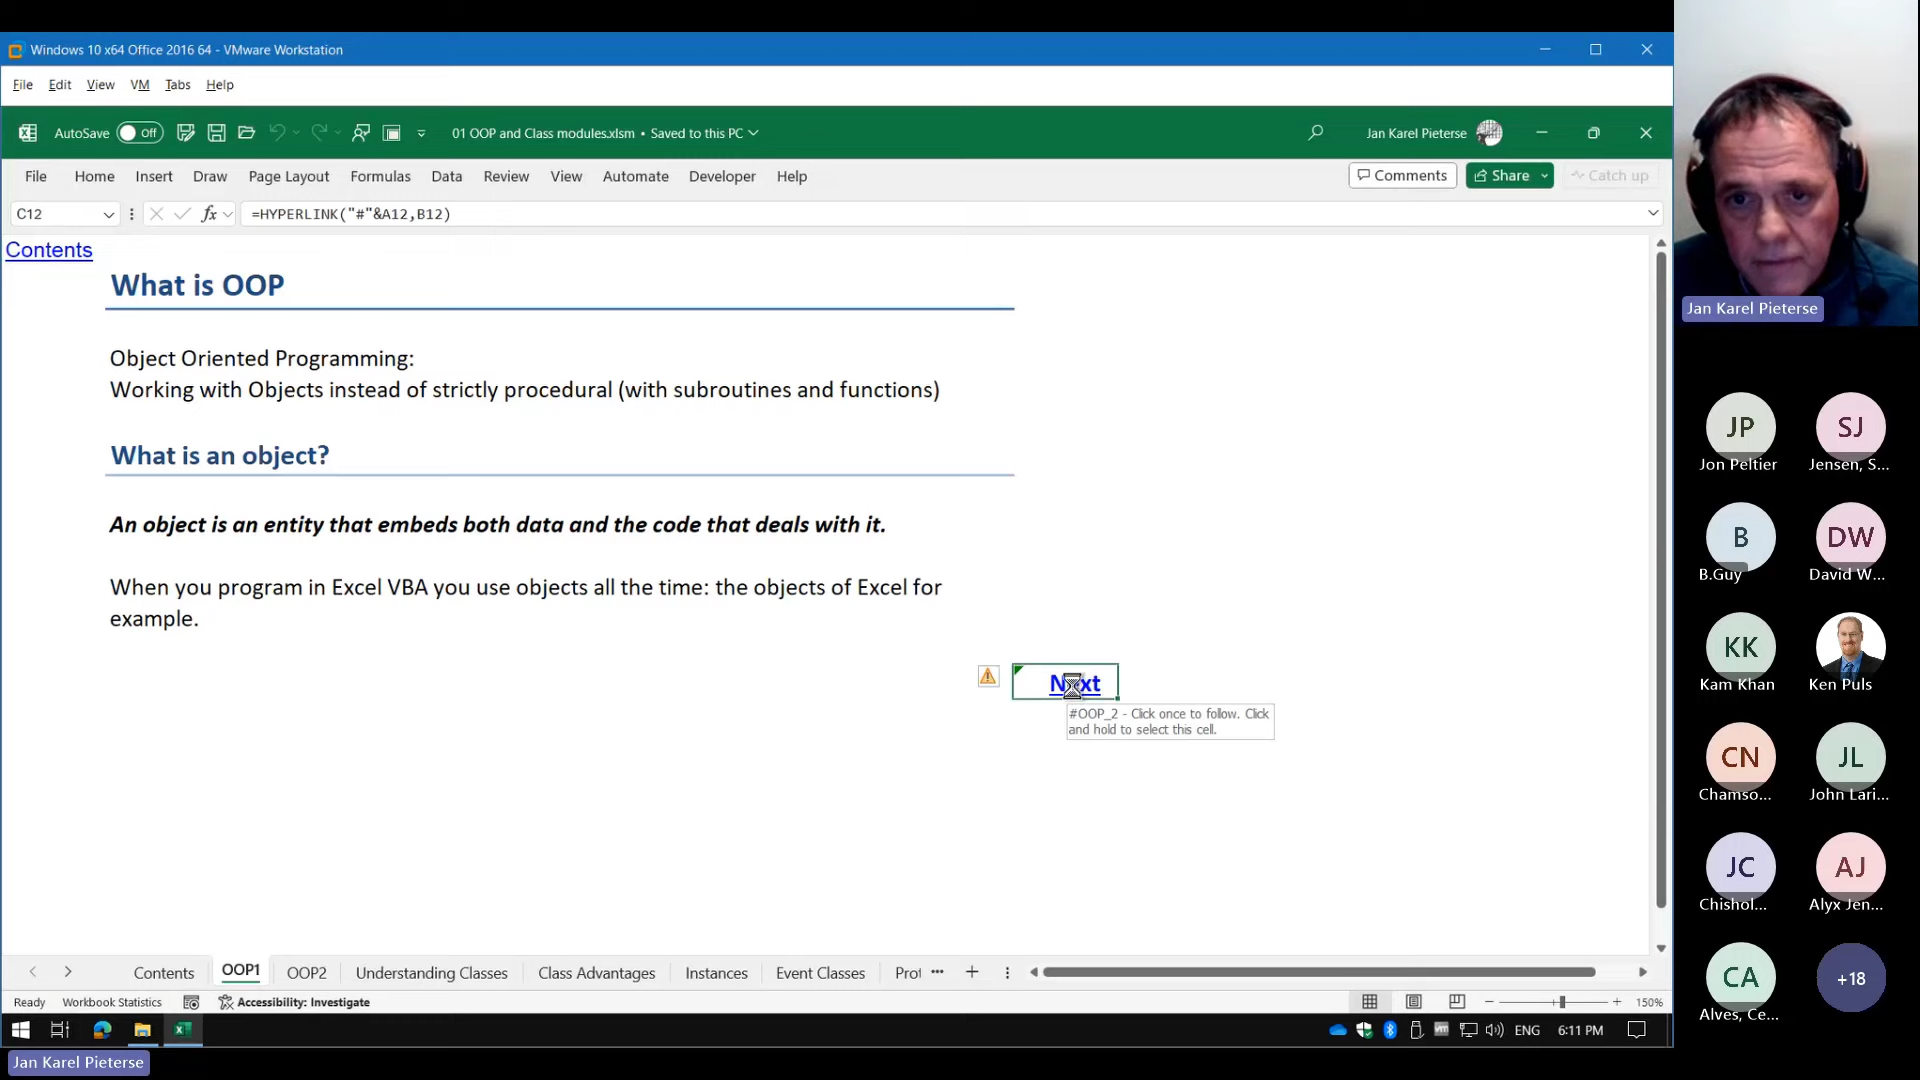 Windows 10 x64 Office 2016 64 - VMware Workstation
File Edit View VM Tabs Help
AutoSave Off 01 OOP and Class modules.xlsm • Saved to this PC Jan Karel Pieterse
File Home Insert Draw Page Layout Formulas Data Review View Automate Developer Help Comments Share Catch up
C12 fx =HYPERLINK("#"&A12,B12)
Contents
What is OOP
Object Oriented Programming:
Working with Objects instead of strictly procedural (with subroutines and functions)
What is an object?
An object is an entity that embeds both data and the code that deals with it.
When you program in Excel VBA you use objects all the time: the objects of Excel for
example.
Next
#OOP_2 - Click once to follow. Click
and hold to select this cell.
Contents OOP1 OOP2 Understanding Classes Class Advantages Instances Event Classes Prot ...
Ready Workbook Statistics Accessibility: Investigate 150%
ENG 6:11 PM
Jan Karel Pieterse
Jan Karel Pieterse
JP SJ
Jon Peltier Jensen, S...
B DW
B.Guy David W...
KK
Kam Khan Ken Puls
CN JL
Chamso... John Lari...
JC AJ
Chishol... Alyx Jen...
CA +18
Alves, Ce...